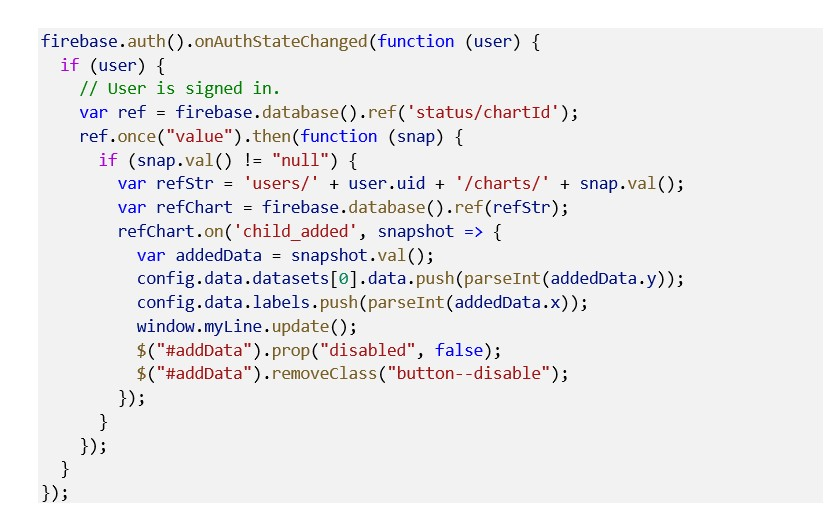 firebase.auth().onAuthStateChanged(function (user) {
  if (user) {
    // User is signed in.
    var ref = firebase.database().ref('status/chartId');
    ref.once("value").then(function (snap) {
      if (snap.val() != "null") {
        var refStr = 'users/' + user.uid + '/charts/' + snap.val();
        var refChart = firebase.database().ref(refStr);
        refChart.on('child_added', snapshot => {
          var addedData = snapshot.val();
          config.data.datasets[0].data.push(parseInt(addedData.y));
          config.data.labels.push(parseInt(addedData.x));
          window.myLine.update();
          $("#addData").prop("disabled", false);
          $("#addData").removeClass("button--disable");
        });
      }
    });
  }
});